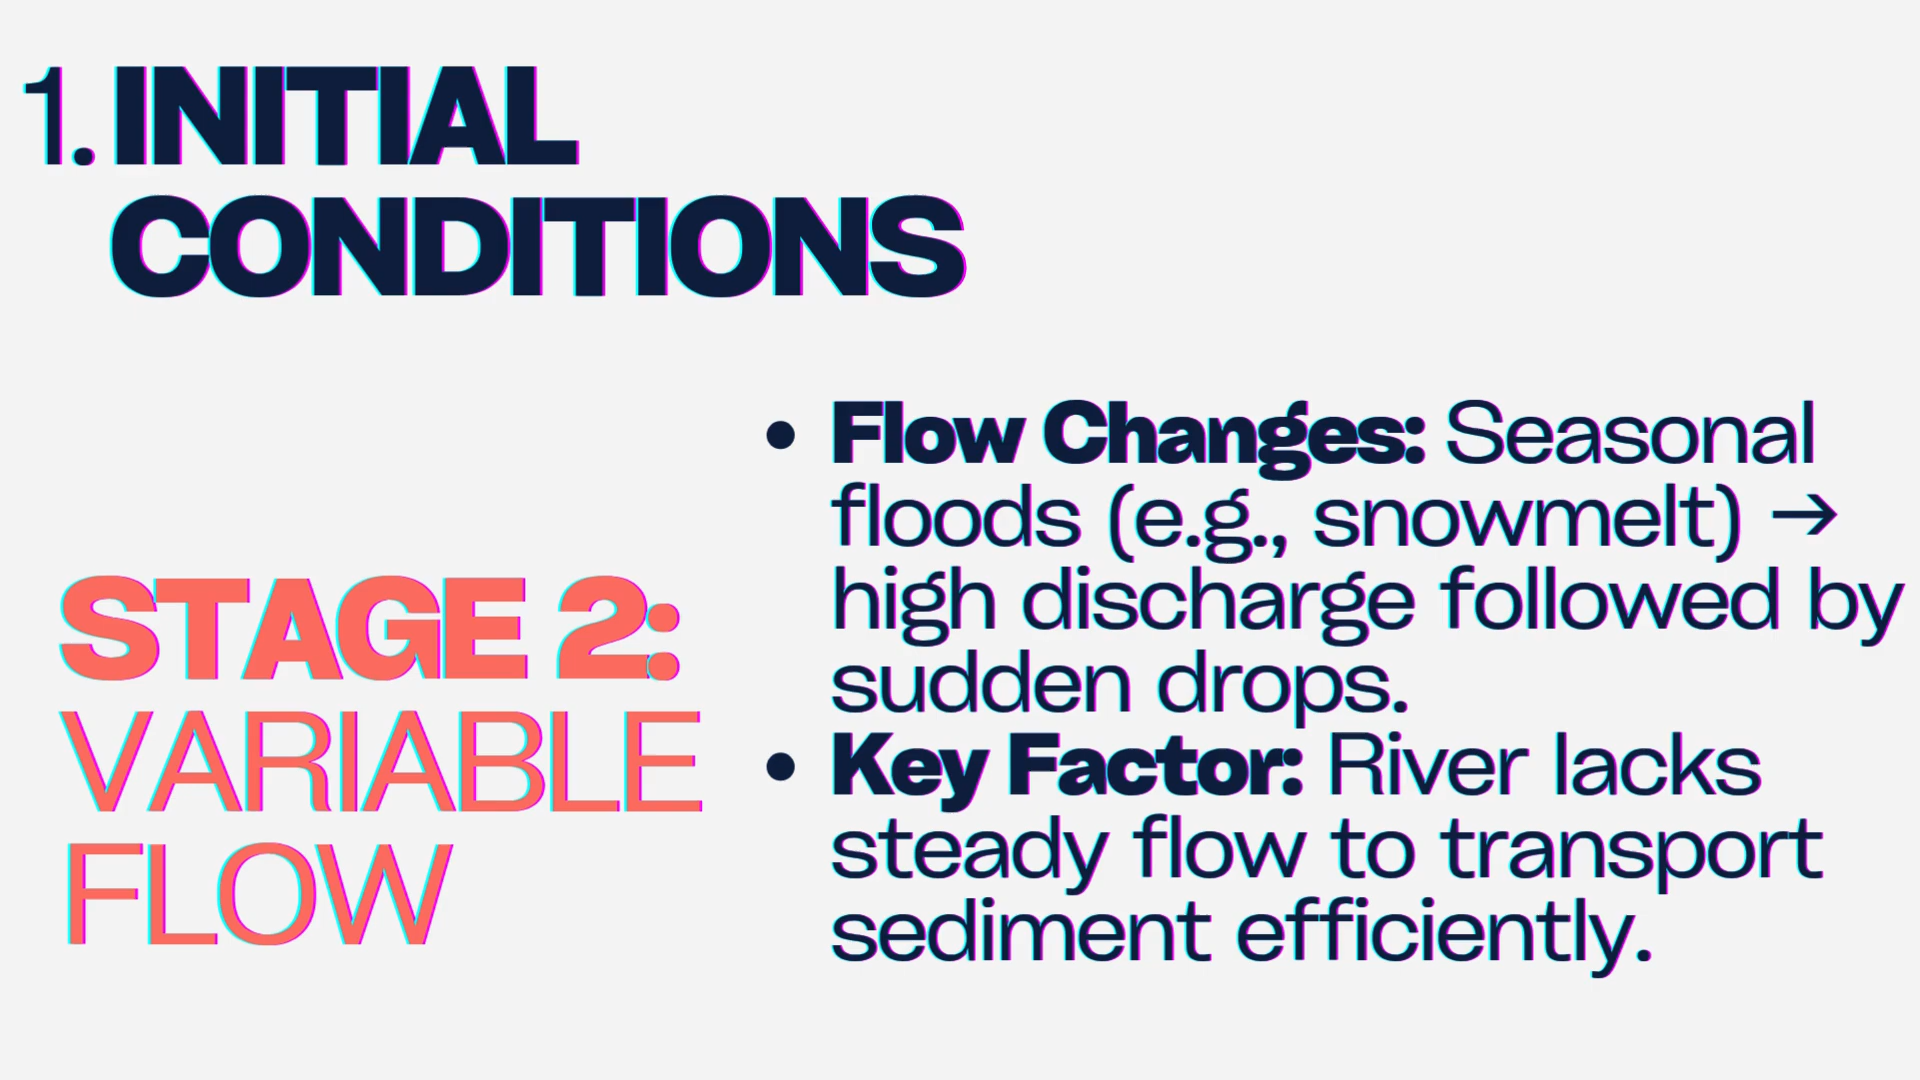 1. INITIAL
CONDITIONS
STAGE 2:
VARIABLE
FLOW
• Flow Changes: Seasonal
floods (e.g., snowmelt) →
high discharge followed by
sudden drops.
• Key Factor: River lacks
steady flow to transport
sediment efficiently.